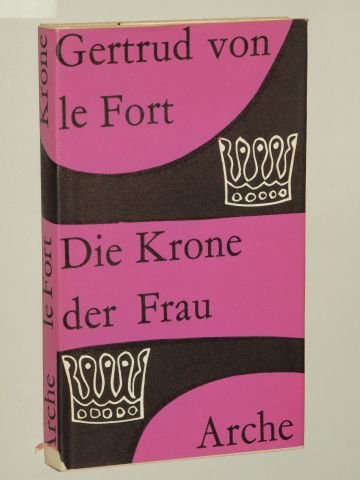 Gertrud von
le Fort
Die Krone
der Frau
Arche
Krone
le Fort
Arche